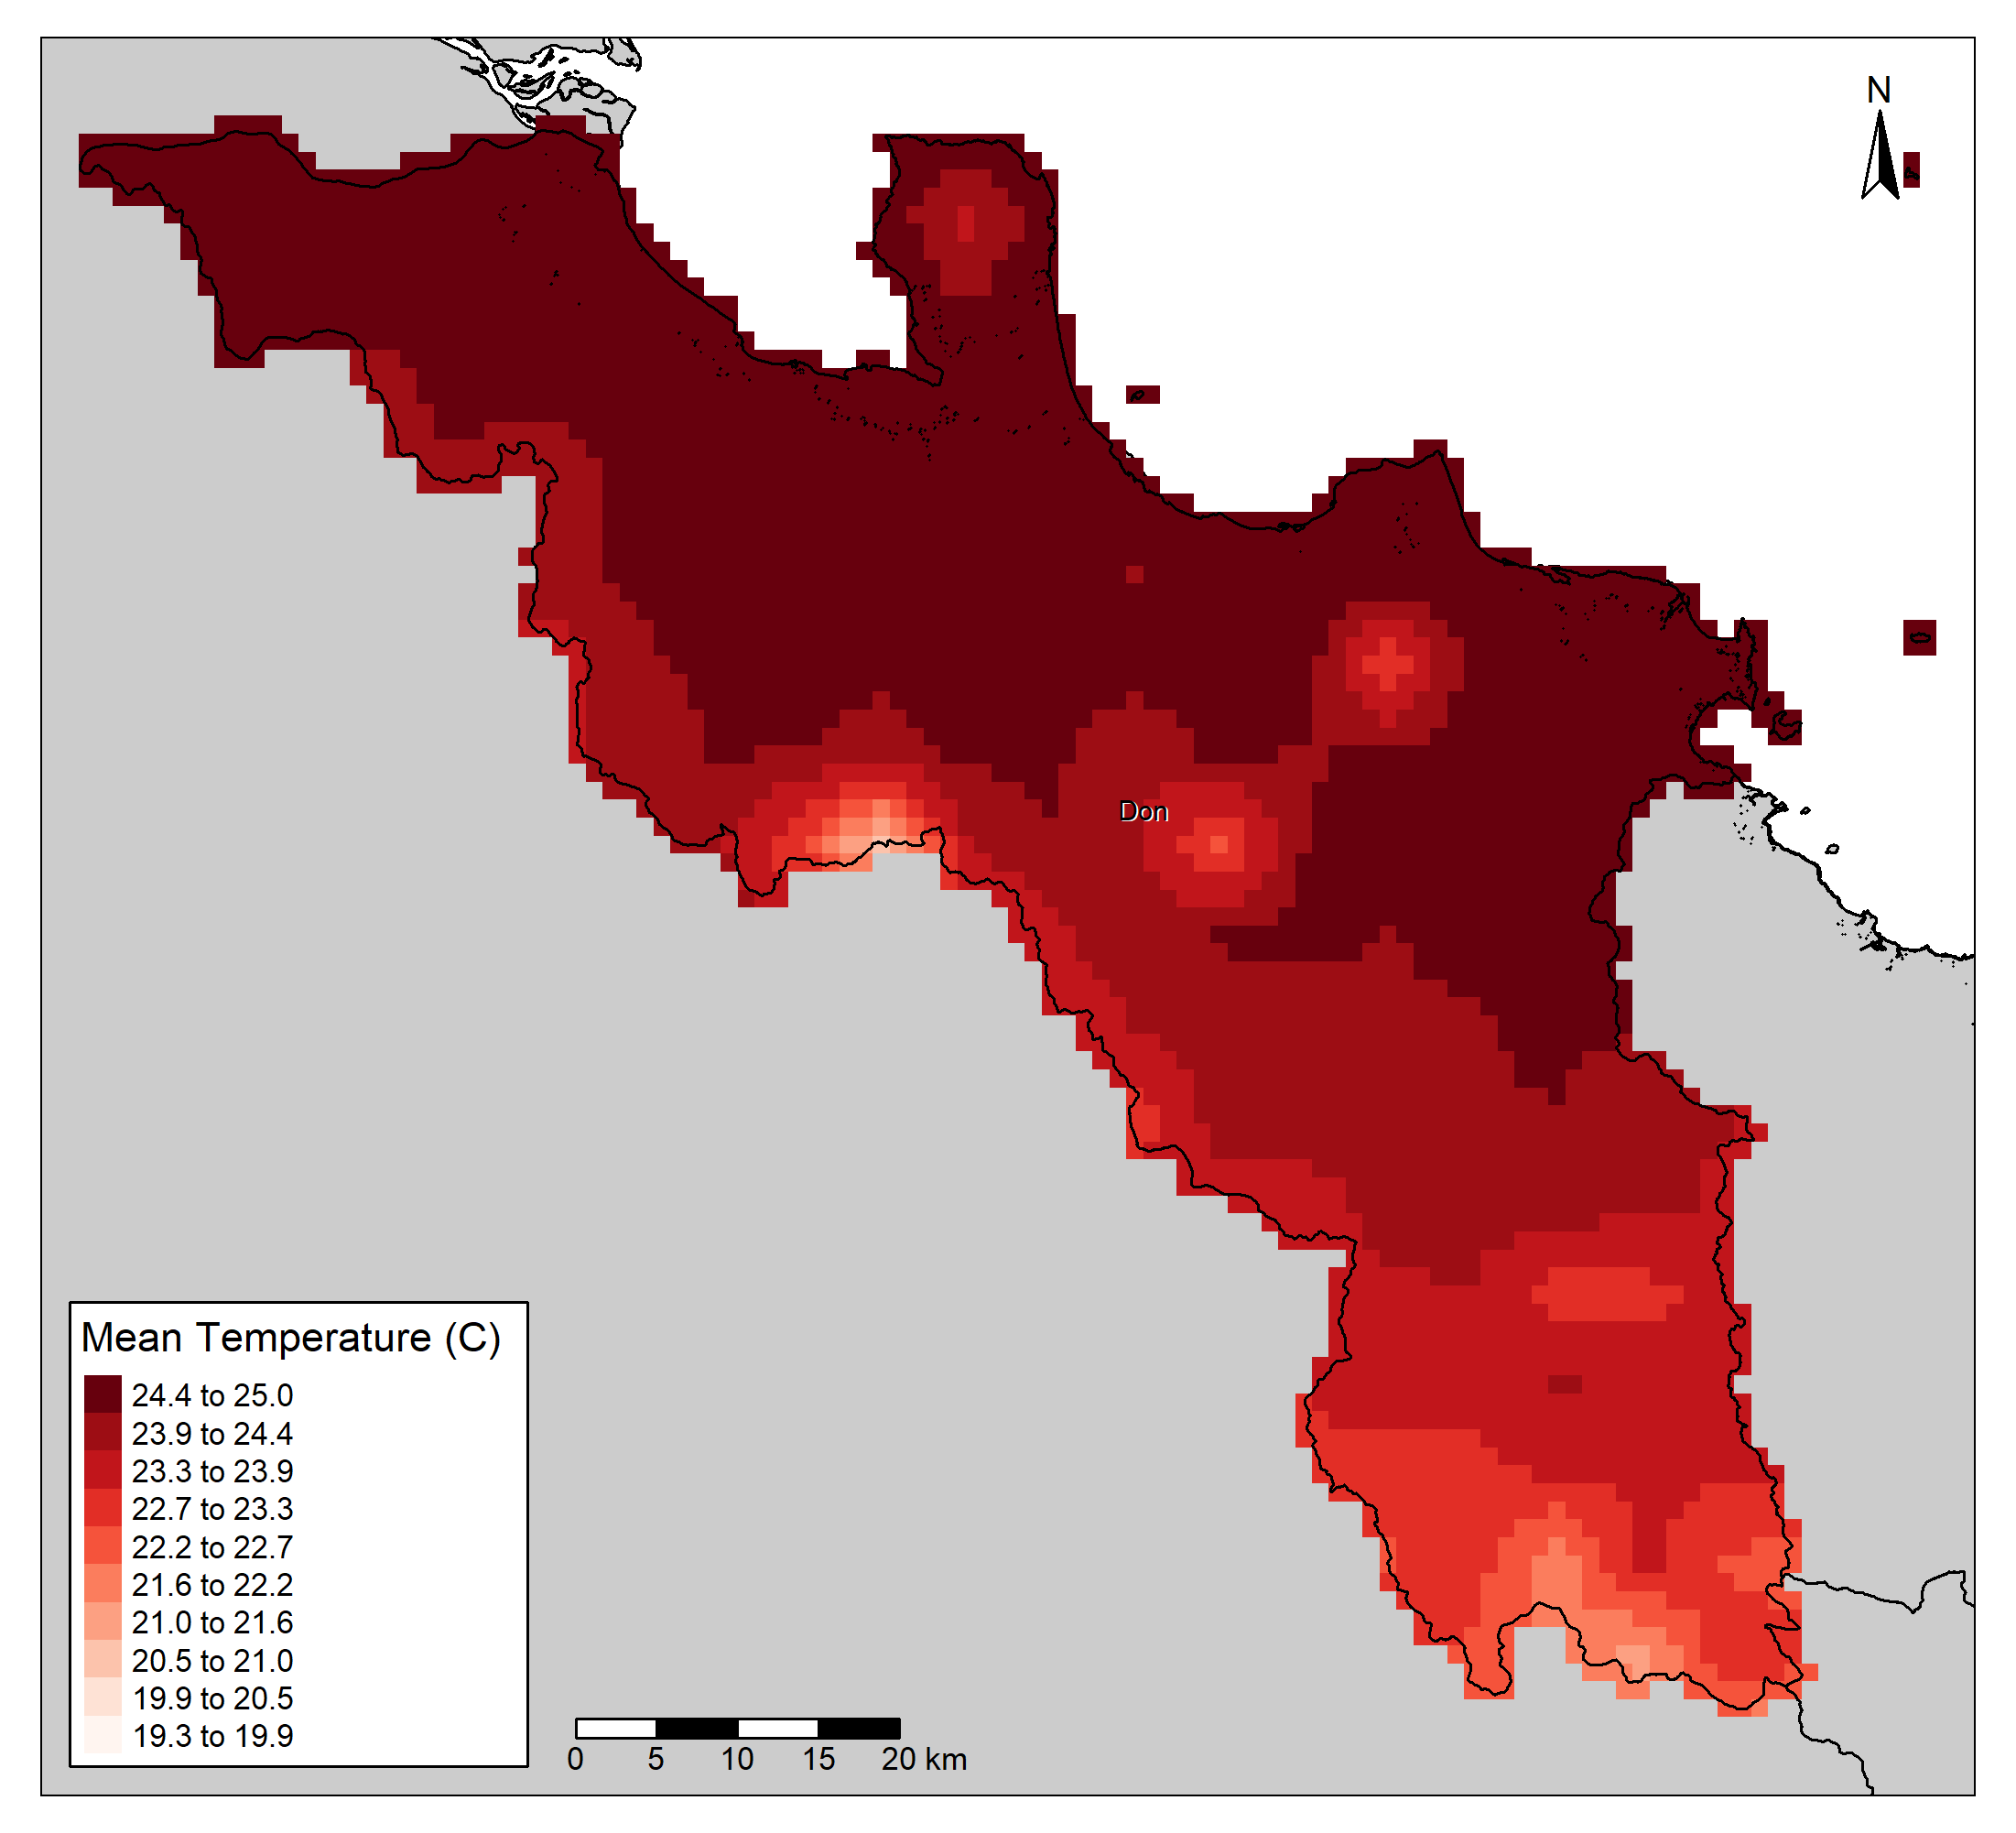 N
Don
Mean Temperature (C)
24.4 to 25.0
23.9 to 24.4
23.3 to 23.9
22.7 to 23.3
22.2 to 22.7
21.6 to 22.2
21.0 to 21.6
20.5 to 21.0
19.9 to 20.5
19.3 to 19.9
0 5 10 15 20 km